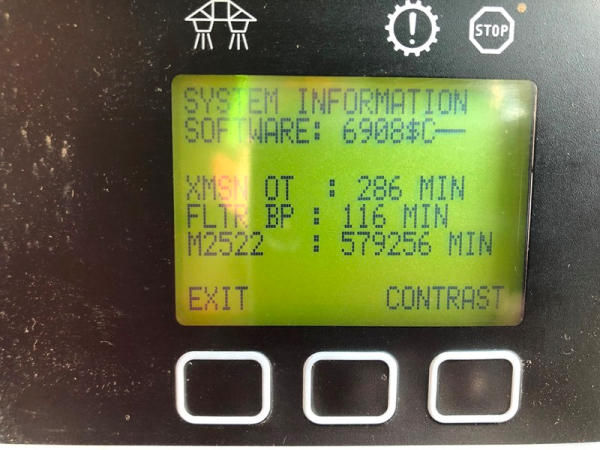 STOP
SYSTEM INFORMATION
SOFTWARE: 6908$C—
XMSN OT : 286 MIN
FLTR BP : 116 MIN
M2522 : 579256 MIN
EXIT CONTRAST